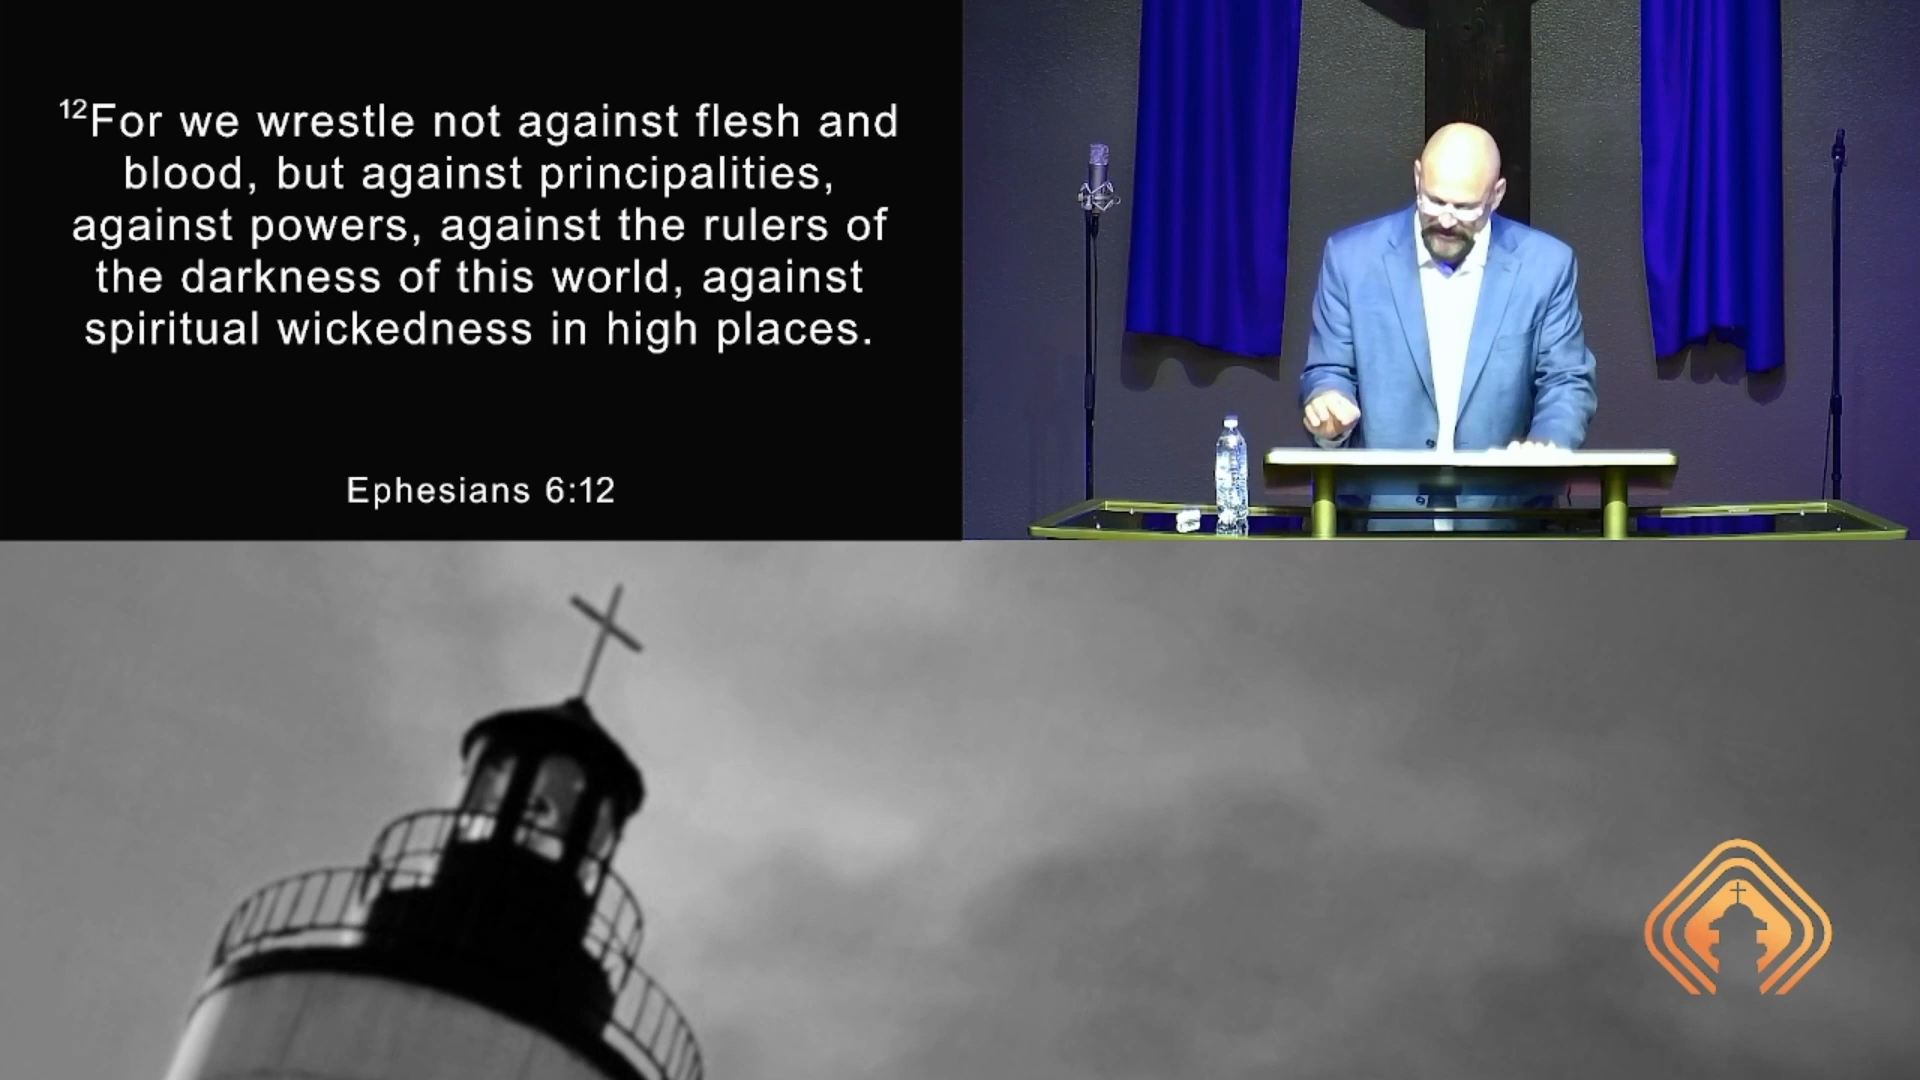 ¹²For we wrestle not against flesh and
blood, but against principalities,
against powers, against the rulers of
the darkness of this world, against
spiritual wickedness in high places.
Ephesians 6:12